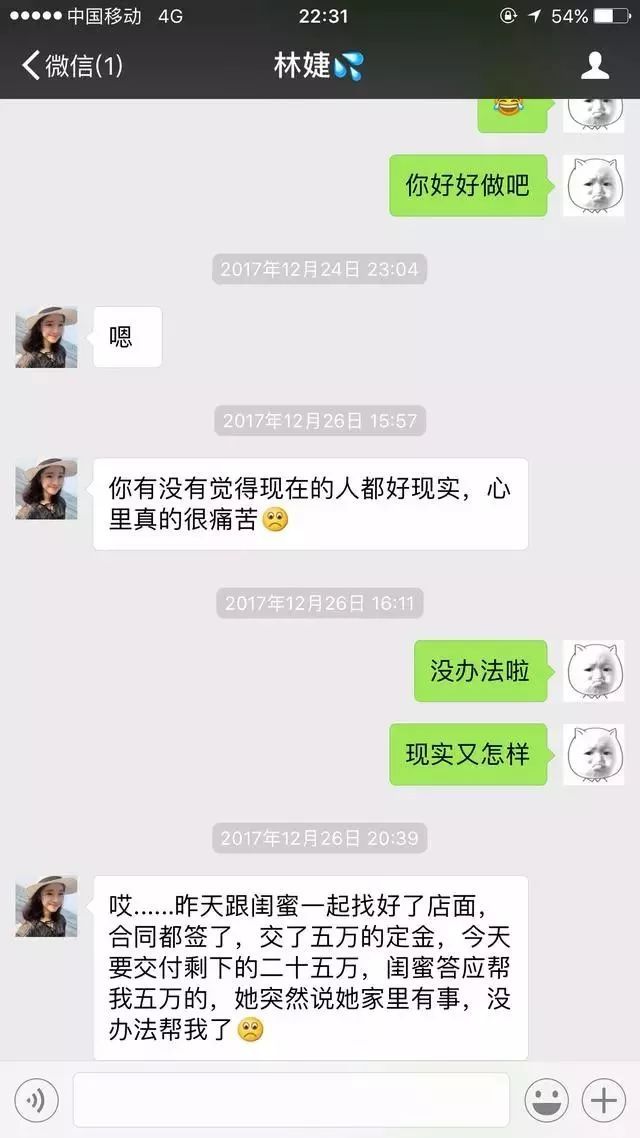 中国移动 4G 22:31 54%
微信(1) 林婕💦
😂
你好好做吧
2017年12月24日 23:04
嗯
2017年12月26日 15:57
你有没有觉得现在的人都好现实，心
里真的很痛苦🙁
2017年12月26日 16:11
没办法啦
现实又怎样
2017年12月26日 20:39
哎......昨天跟闺蜜一起找好了店面，
合同都签了，交了五万的定金，今天
要交付剩下的二十五万，闺蜜答应帮
我五万的，她突然说她家里有事，没
办法帮我了🙁